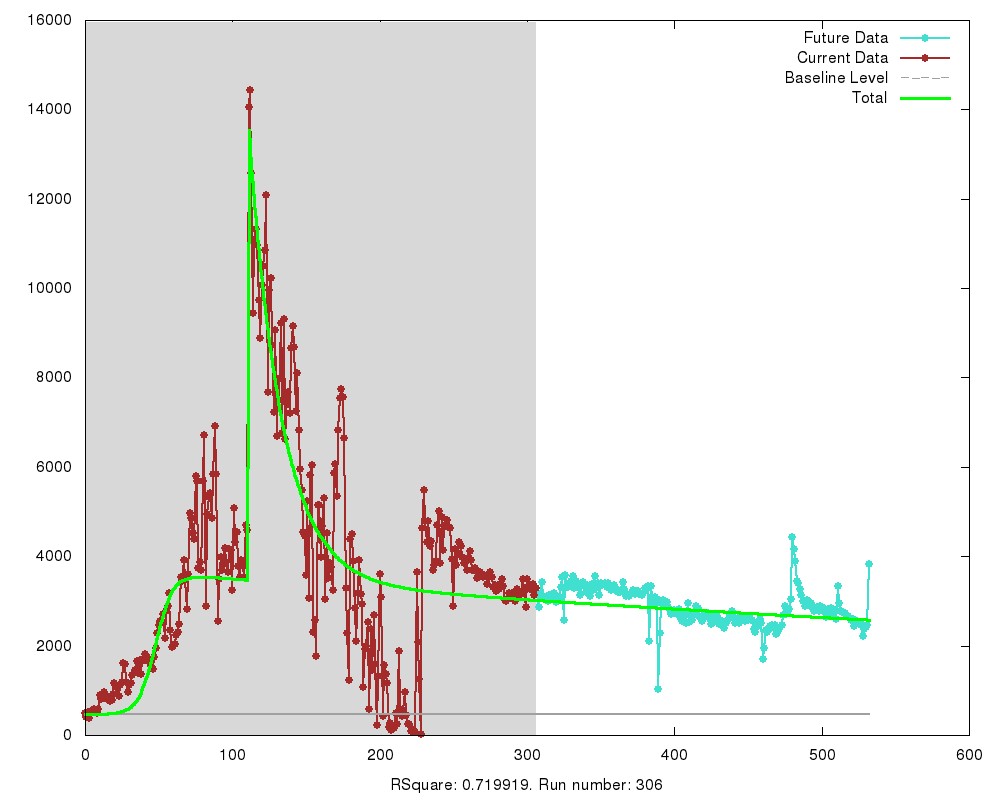 16000
14000
12000
10000
8000
6000
4000
2000
0
0 100 200 300 400 500 600
Future Data
Current Data
Baseline Level
Total
RSquare: 0.719919. Run number: 306